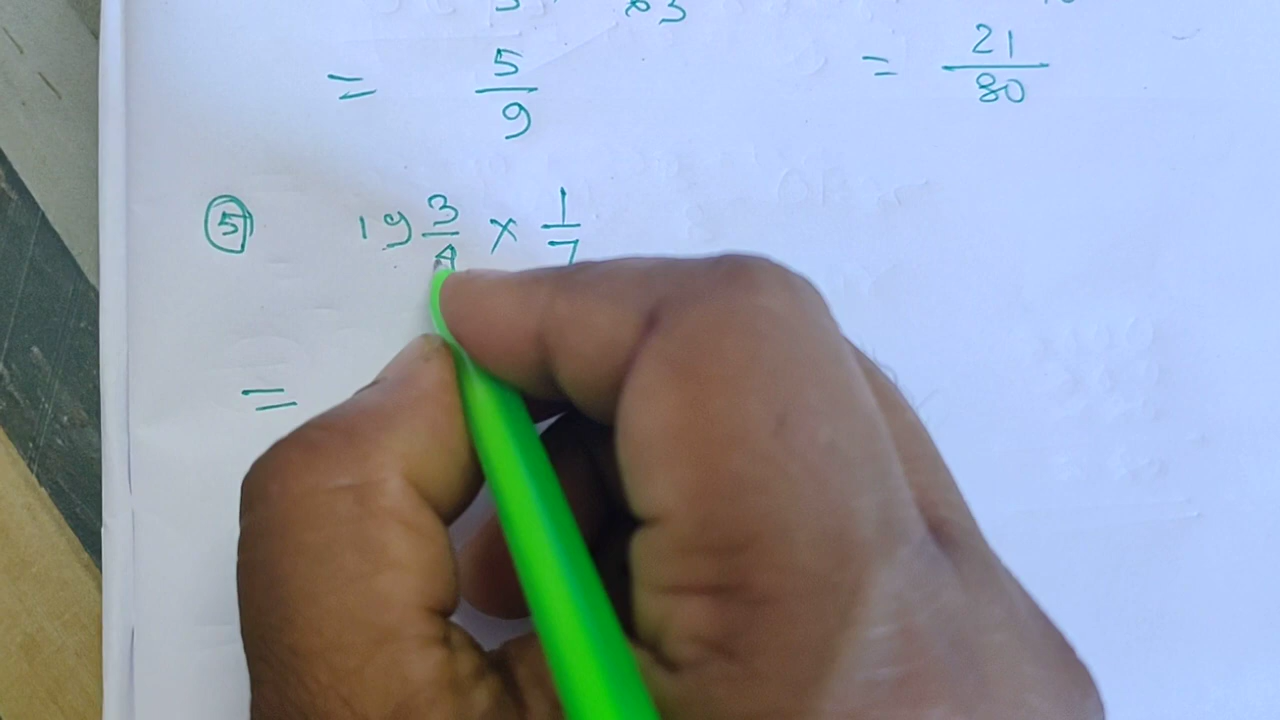 = 5/9
= 21/80
⑤ 19 3/4 × 1/7
=